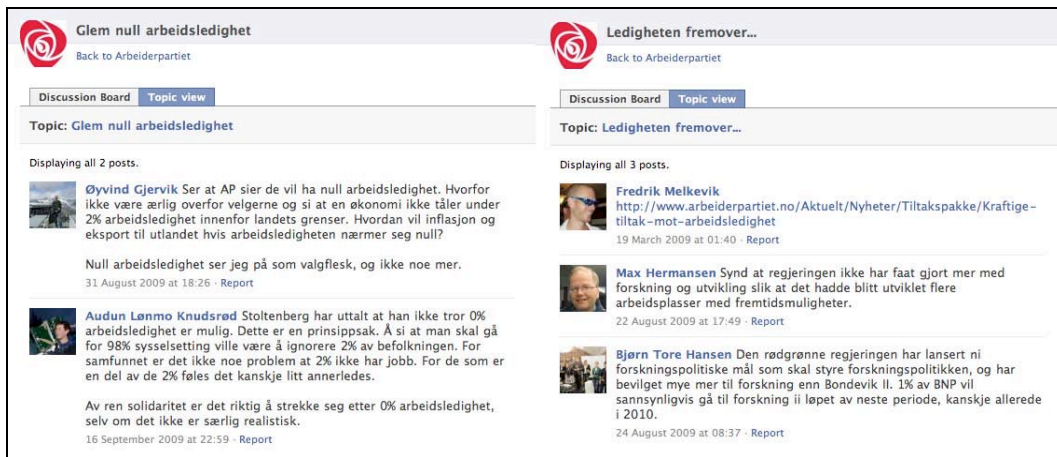 Glem null arbeidsledighet
Back to Arbeiderpartiet
Discussion Board Topic view
Topic: Glem null arbeidsledighet
Displaying all 2 posts.
Øyvind Gjervik Ser at AP sier de vil ha null arbeidsledighet. Hvorfor
ikke være ærlig overfor velgerne og si at en økonomi ikke tåler under
2% arbeidsledighet innenfor landets grenser. Hvordan vil inflasjon og
eksport til utlandet hvis arbeidsledigheten nærmer seg null?
Null arbeidsledighet ser jeg på som valgflesk, og ikke noe mer.
31 August 2009 at 18:26 · Report
Audun Lønmo Knudsrød Stoltenberg har uttalt at han ikke tror 0%
arbeidsledighet er mulig. Dette er en prinsippsak. Å si at man skal gå
for 98% sysselsetting ville være å ignorere 2% av befolkningen. For
samfunnet er det ikke noe problem at 2% ikke har jobb. For de som er
en del av de 2% føles det kanskje litt annerledes.
Av ren solidaritet er det riktig å strekke seg etter 0% arbeidsledighet,
selv om det ikke er særlig realistisk.
16 September 2009 at 22:59 · Report
Ledigheten fremover...
Back to Arbeiderpartiet
Discussion Board Topic view
Topic: Ledigheten fremover...
Displaying all 3 posts.
Fredrik Melkevik
http://www.arbeiderpartiet.no/Aktuelt/Nyheter/Tiltakspakke/Kraftige-
tiltak-mot-arbeidsledighet
19 March 2009 at 01:40 · Report
Max Hermansen Synd at regjeringen ikke har faat gjort mer med
forskning og utvikling slik at det hadde blitt utviklet flere
arbeidsplasser med fremtidsmuligheter.
22 August 2009 at 17:49 · Report
Bjørn Tore Hansen Den rødgrønne regjeringen har lansert ni
forskningspolitiske mål som skal styre forskningspolitikken, og har
bevilget mye mer til forskning enn Bondevik II. 1% av BNP vil
sannsynligvis gå til forskning ii løpet av neste periode, kanskje allerede
i 2010.
24 August 2009 at 08:37 · Report